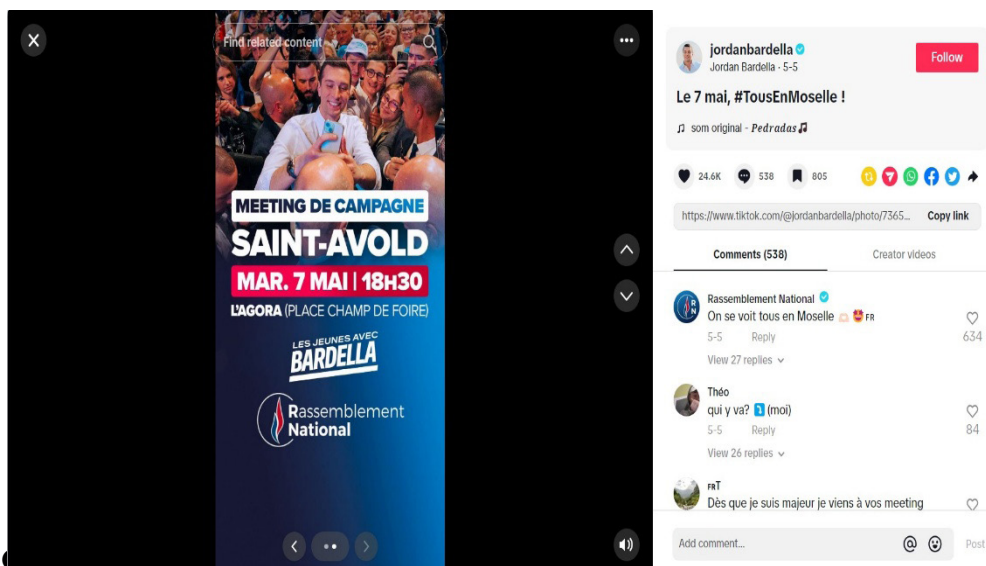 Find related content
MEETING DE CAMPAGNE
SAINT-AVOLD
MAR. 7 MAI | 18H30
L'AGORA (PLACE CHAMP DE FOIRE)
LES JEUNES AVEC
BARDELLA
Rassemblement
National
jordanbardella
Jordan Bardella · 5-5
Follow
Le 7 mai, #TousEnMoselle !
som original - Pedradas
24.6K
538
805
https://www.tiktok.com/@jordanbardella/photo/7365...
Copy link
Comments (538)
Creator videos
Rassemblement National
On se voit tous en Moselle 🫶🏻 🤩 FR
634
5-5 Reply
View 27 replies
Théo
qui y va? ⤵️ (moi)
84
5-5 Reply
View 26 replies
FRT
Dès que je suis majeur je viens à vos meeting
Add comment...
Post